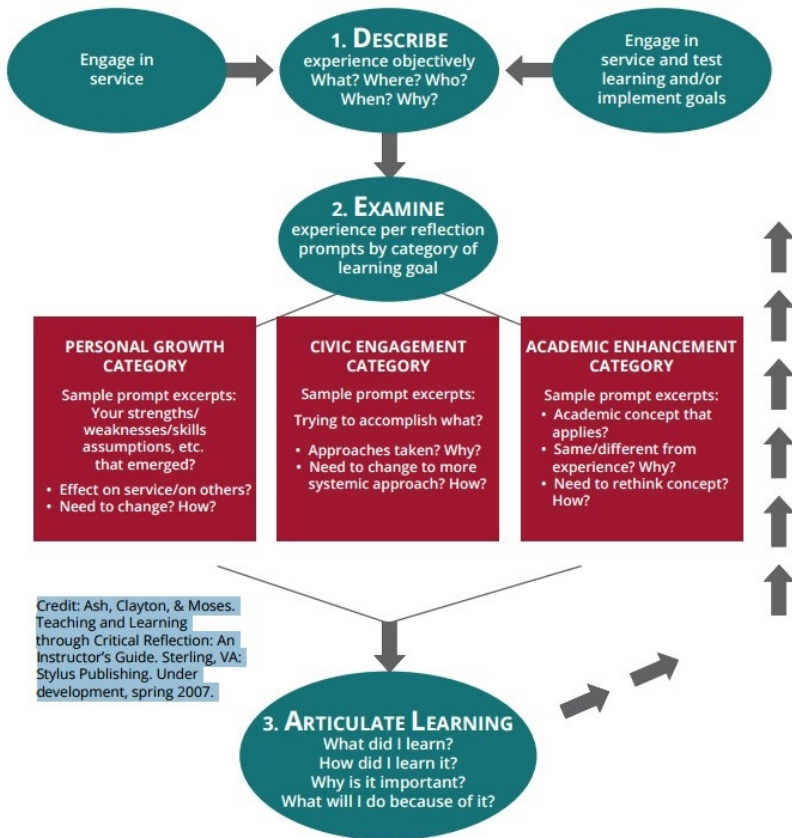 Engage in
service
1. DESCRIBE
experience objectively
What? Where? Who?
When? Why?
Engage in
service and test
learning and/or
implement goals
2. EXAMINE
experience per reflection
prompts by category of
learning goal
PERSONAL GROWTH
CATEGORY
Sample prompt excerpts:
Your strengths/
weaknesses/skills
assumptions, etc.
that emerged?
• Effect on service/on others?
• Need to change? How?
CIVIC ENGAGEMENT
CATEGORY
Sample prompt excerpts:
Trying to accomplish what?
• Approaches taken? Why?
• Need to change to more
systemic approach? How?
ACADEMIC ENHANCEMENT
CATEGORY
Sample prompt excerpts:
• Academic concept that
applies?
• Same/different from
experience? Why?
• Need to rethink concept?
How?
Credit: Ash, Clayton, & Moses.
Teaching and Learning
through Critical Reflection: An
Instructor's Guide. Sterling, VA:
Stylus Publishing. Under
development, spring 2007.
3. ARTICULATE LEARNING
What did I learn?
How did I learn it?
Why is it important?
What will I do because of it?